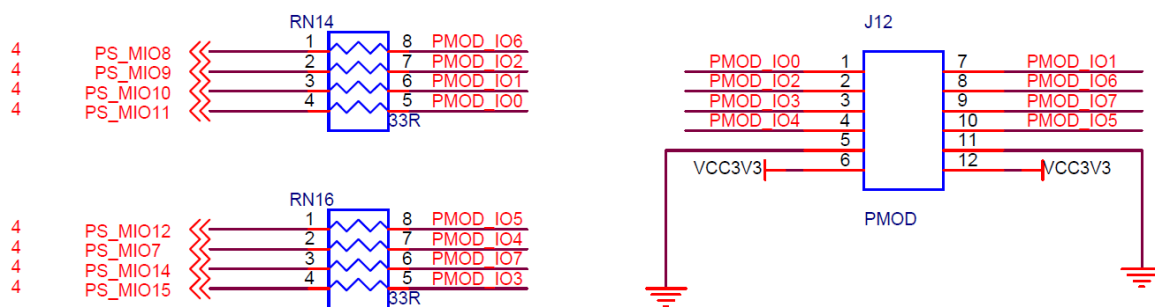 RN14
4 PS_MIO8 1 8 PMOD_IO6
4 PS_MIO9 2 7 PMOD_IO2
4 PS_MIO10 3 6 PMOD_IO1
4 PS_MIO11 4 5 PMOD_IO0
33R
RN16
4 PS_MIO12 1 8 PMOD_IO5
4 PS_MIO7 2 7 PMOD_IO4
4 PS_MIO14 3 6 PMOD_IO7
4 PS_MIO15 4 5 PMOD_IO3
33R
J12
PMOD_IO0 1 7 PMOD_IO1
PMOD_IO2 2 8 PMOD_IO6
PMOD_IO3 3 9 PMOD_IO7
PMOD_IO4 4 10 PMOD_IO5
5 11
VCC3V3 6 12 VCC3V3
PMOD